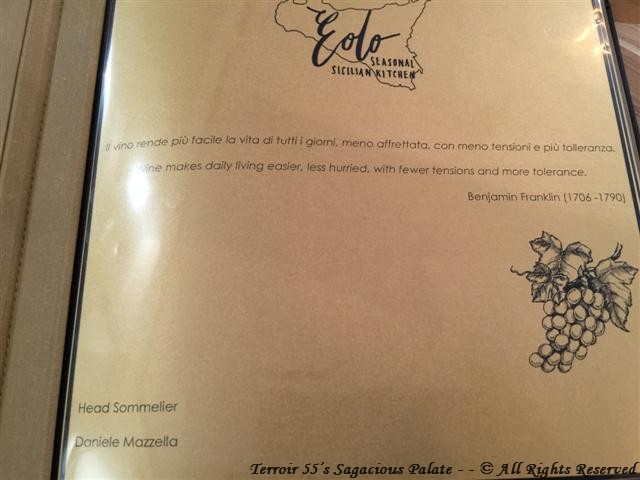 Eolo
SEASONAL
SICILIAN KITCHEN
Il vino rende più facile la vita di tutti i giorni, meno affrettata, con meno tensioni e più tolleranza.
Wine makes daily living easier, less hurried, with fewer tensions and more tolerance.
Benjamin Franklin (1706 -1790)
Head Sommelier
Daniele Mazzella
Terroir 55's Sagacious Palate - - © All Rights Reserved